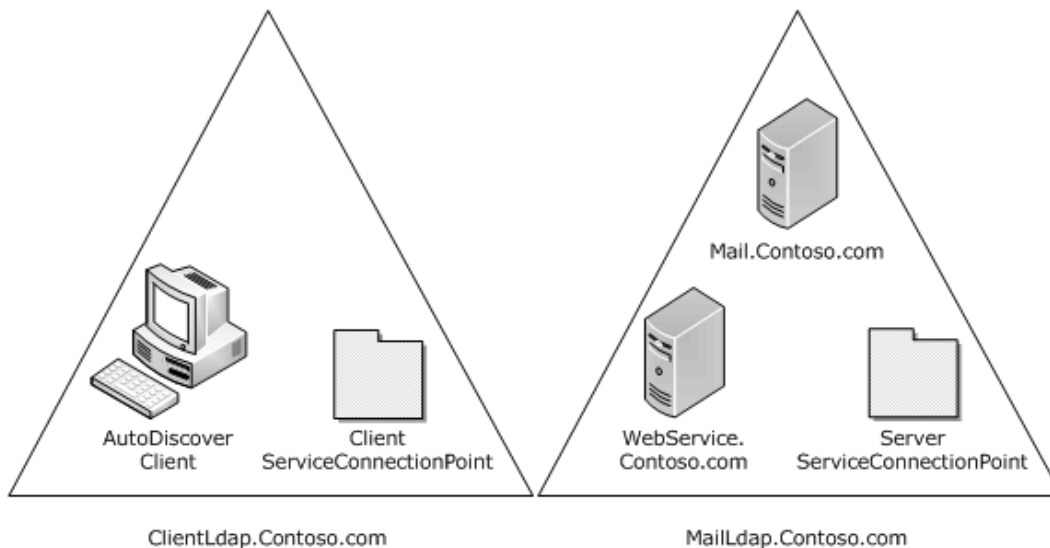 Mail.Contoso.com
AutoDiscover
Client
Client
ServiceConnectionPoint
WebService.
Contoso.com
Server
ServiceConnectionPoint
ClientLdap.Contoso.com
MailLdap.Contoso.com